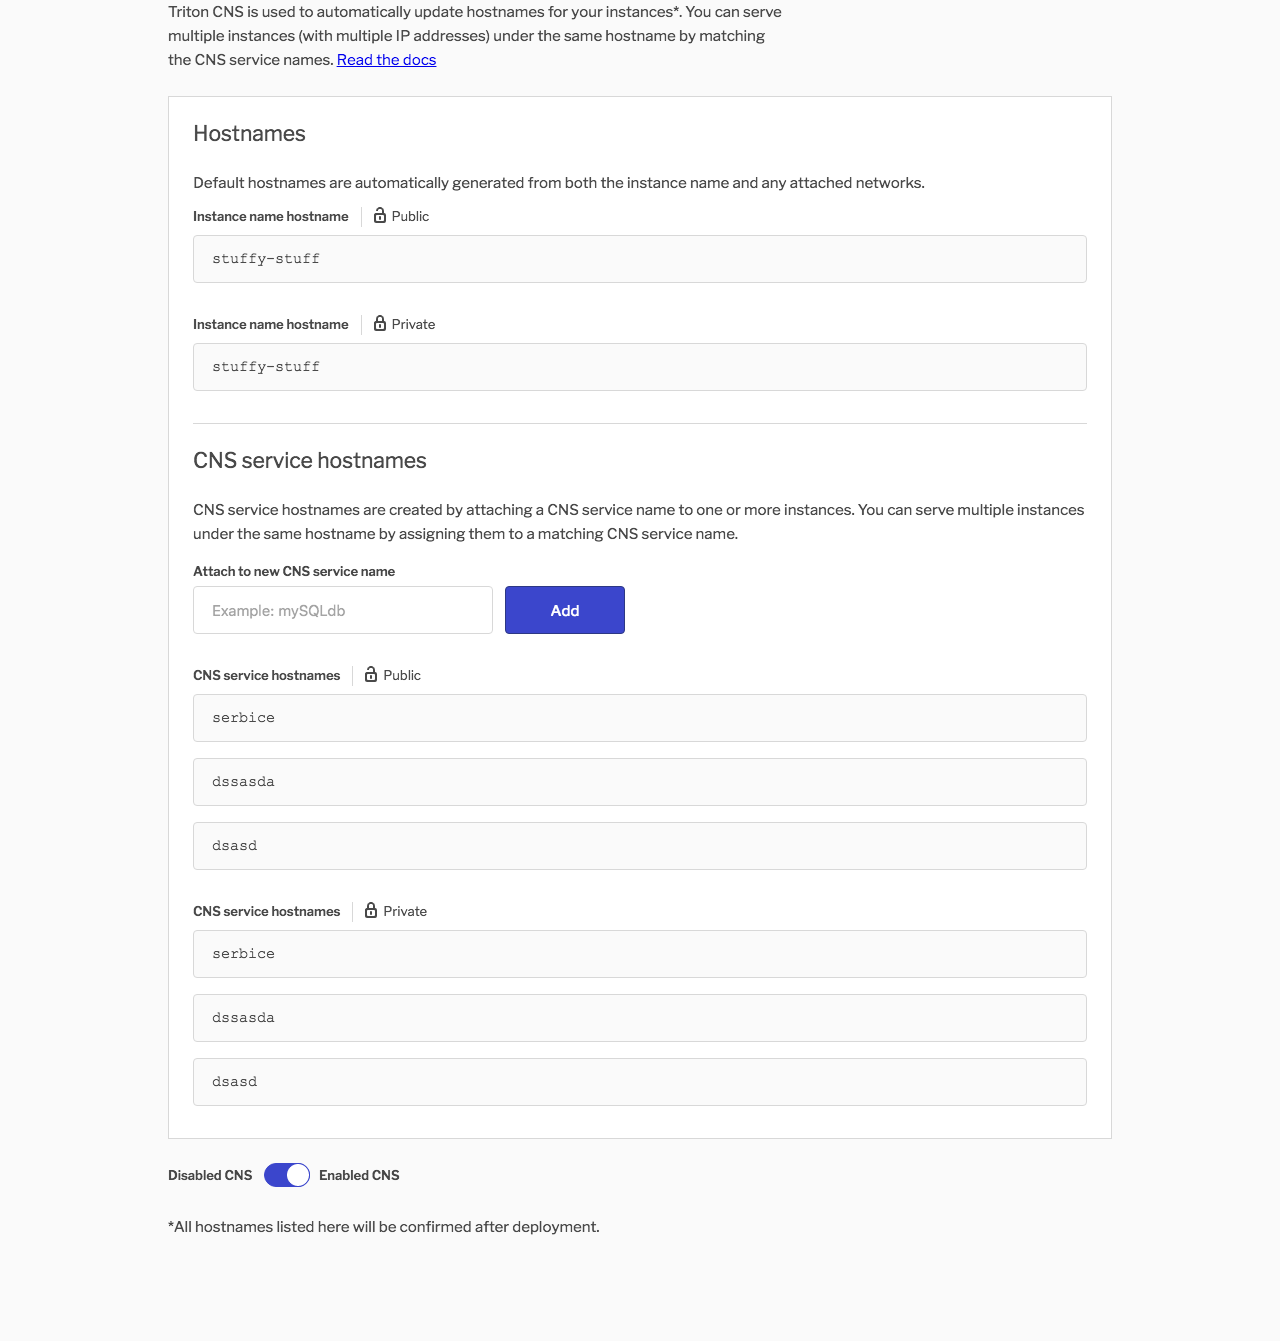 Triton CNS is used to automatically update hostnames for your instances*. You can serve
multiple instances (with multiple IP addresses) under the same hostname by matching
the CNS service names. Read the docs
Hostnames
Default hostnames are automatically generated from both the instance name and any attached networks.
Instance name hostname Public
stuffy-stuff
Instance name hostname Private
stuffy-stuff
CNS service hostnames
CNS service hostnames are created by attaching a CNS service name to one or more instances. You can serve multiple instances
under the same hostname by assigning them to a matching CNS service name.
Attach to new CNS service name
Example: mySQLdb Add
CNS service hostnames Public
serbice
dssasda
dsasd
CNS service hostnames Private
serbice
dssasda
dsasd
Disabled CNS Enabled CNS
*All hostnames listed here will be confirmed after deployment.